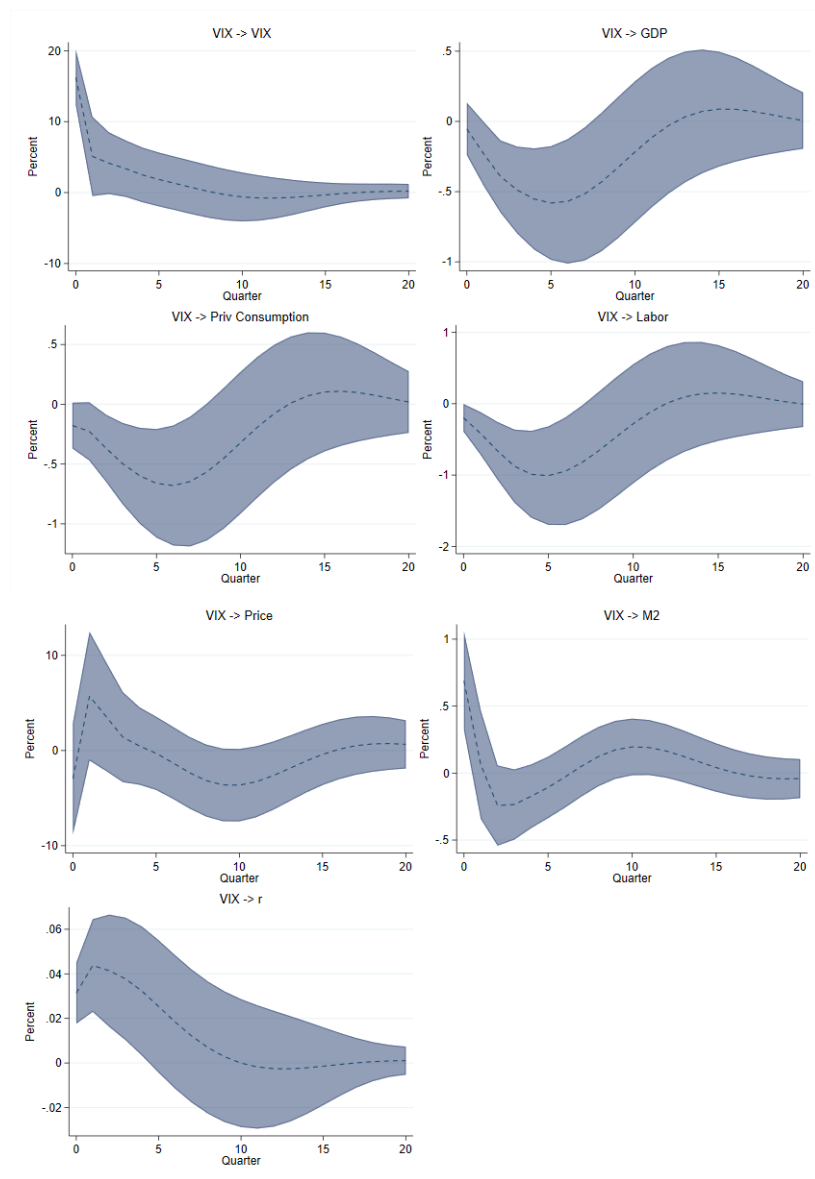 VIX -> VIX
20
10
0
-10
Percent
0 5 10 15 20
Quarter
VIX -> GDP
.5
0
-.5
-1
Percent
0 5 10 15 20
Quarter
VIX -> Priv Consumption
.5
0
-.5
-1
Percent
0 5 10 15 20
Quarter
VIX -> Labor
1
0
-1
-2
Percent
0 5 10 15 20
Quarter
VIX -> Price
10
0
-10
Percent
0 5 10 15 20
Quarter
VIX -> M2
1
.5
0
-.5
Percent
0 5 10 15 20
Quarter
VIX -> r
.06
.04
.02
0
-.02
Percent
0 5 10 15 20
Quarter